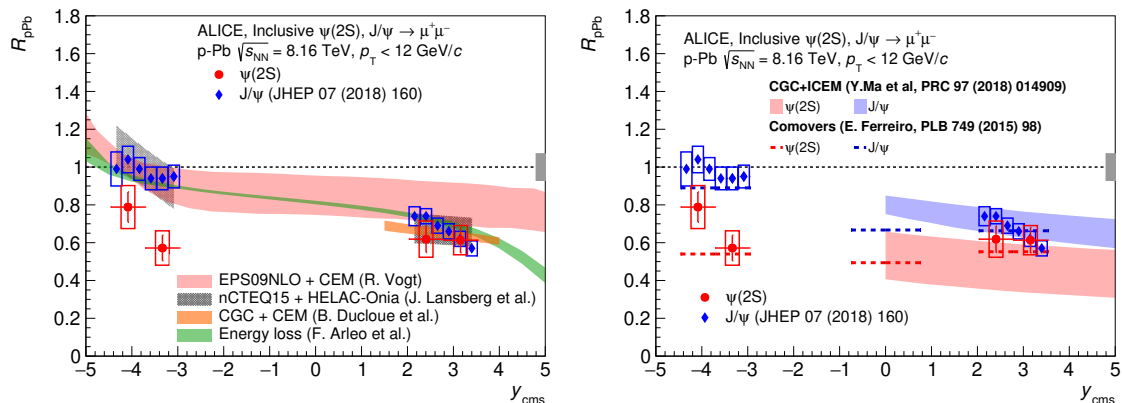 R_pPb
1.8
1.6
1.4
1.2
1
0.8
0.6
0.4
0.2
0
ALICE, Inclusive ψ(2S), J/ψ → μ⁺μ⁻
p-Pb √s_NN = 8.16 TeV, p_T < 12 GeV/c
ψ(2S)
J/ψ (JHEP 07 (2018) 160)
EPS09NLO + CEM (R. Vogt)
nCTEQ15 + HELAC-Onia (J. Lansberg et al.)
CGC + CEM (B. Ducloue et al.)
Energy loss (F. Arleo et al.)
−5 −4 −3 −2 −1 0 1 2 3 4 5
y_cms
R_pPb
1.8
1.6
1.4
1.2
1
0.8
0.6
0.4
0.2
0
ALICE, Inclusive ψ(2S), J/ψ → μ⁺μ⁻
p-Pb √s_NN = 8.16 TeV, p_T < 12 GeV/c
CGC+ICEM (Y.Ma et al, PRC 97 (2018) 014909)
ψ(2S) J/ψ
Comovers (E. Ferreiro, PLB 749 (2015) 98)
ψ(2S) J/ψ
ψ(2S)
J/ψ (JHEP 07 (2018) 160)
−5 −4 −3 −2 −1 0 1 2 3 4 5
y_cms